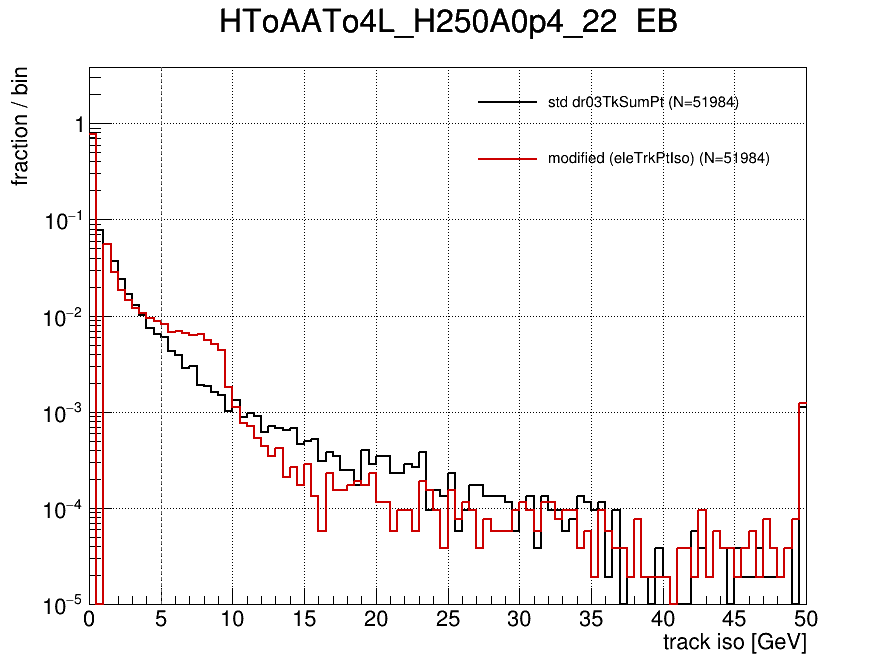 HToAATo4L_H250A0p4_22 EB
fraction / bin
std dr03TkSumPt (N=51984)
modified (eleTrkPtIso) (N=51984)
1
10−1
10−2
10−3
10−4
10−5
0 5 10 15 20 25 30 35 40 45 50
track iso [GeV]